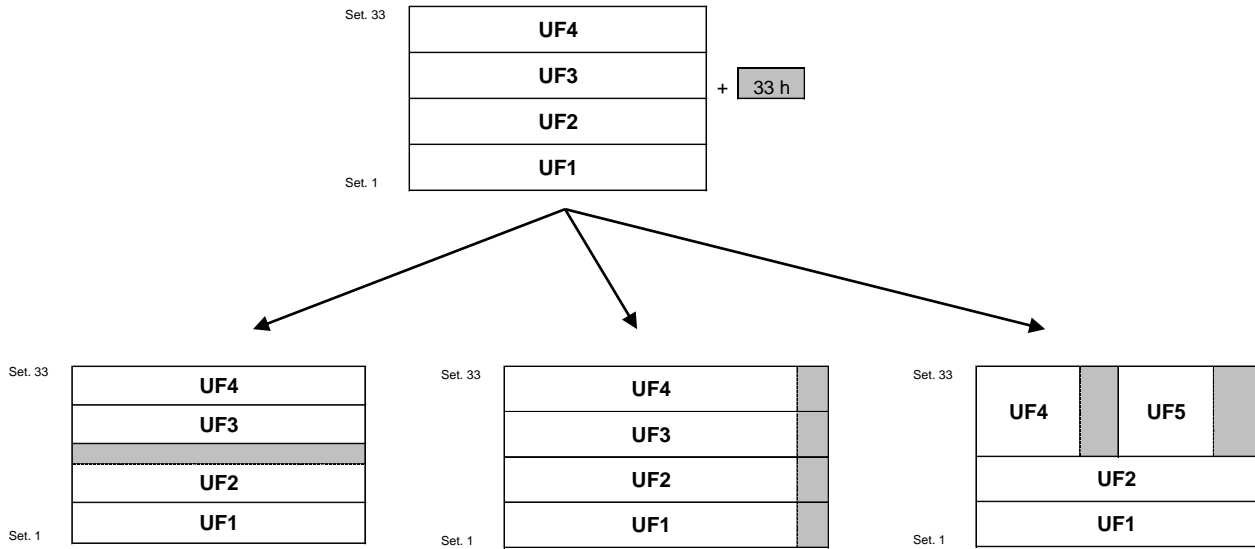 Set. 33
UF4
UF3
+ 33 h
UF2
UF1
Set. 1
Set. 33
UF4
UF3
UF2
UF1
Set. 1
Set. 33
UF4
UF3
UF2
UF1
Set. 1
Set. 33
UF4 UF5
UF2
UF1
Set. 1